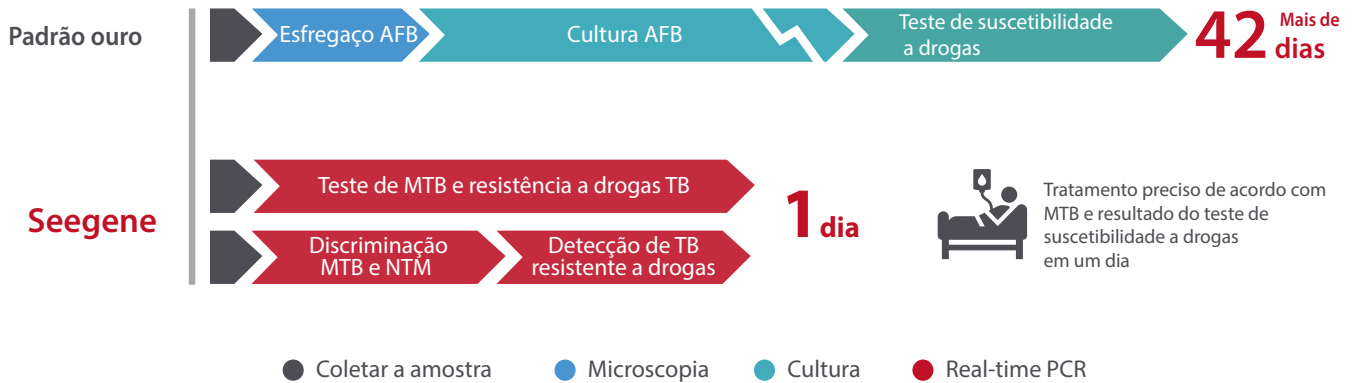 Padrão ouro
Esfregaço AFB
Cultura AFB
Teste de suscetibilidade
a drogas
Mais de
42 dias
Seegene
Teste de MTB e resistência a drogas TB
Discriminação
MTB e NTM
Detecção de TB
resistente a drogas
1 dia
Tratamento preciso de acordo com
MTB e resultado do teste de
suscetibilidade a drogas
em um dia
Coletar a amostra
Microscopia
Cultura
Real-time PCR